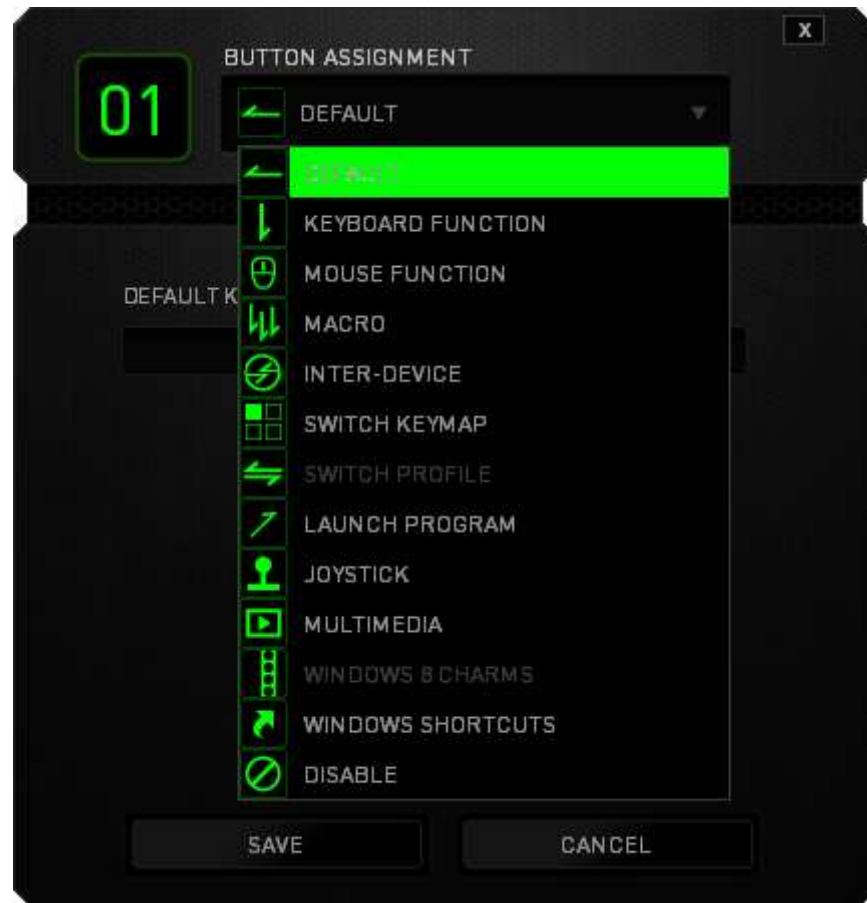 X
BUTTON ASSIGNMENT
01
DEFAULT
DEFAULT
KEYBOARD FUNCTION
MOUSE FUNCTION
DEFAULT K
MACRO
INTER-DEVICE
SWITCH KEYMAP
SWITCH PROFILE
LAUNCH PROGRAM
JOYSTICK
MULTIMEDIA
WINDOWS 8 CHARMS
WINDOWS SHORTCUTS
DISABLE
SAVE CANCEL